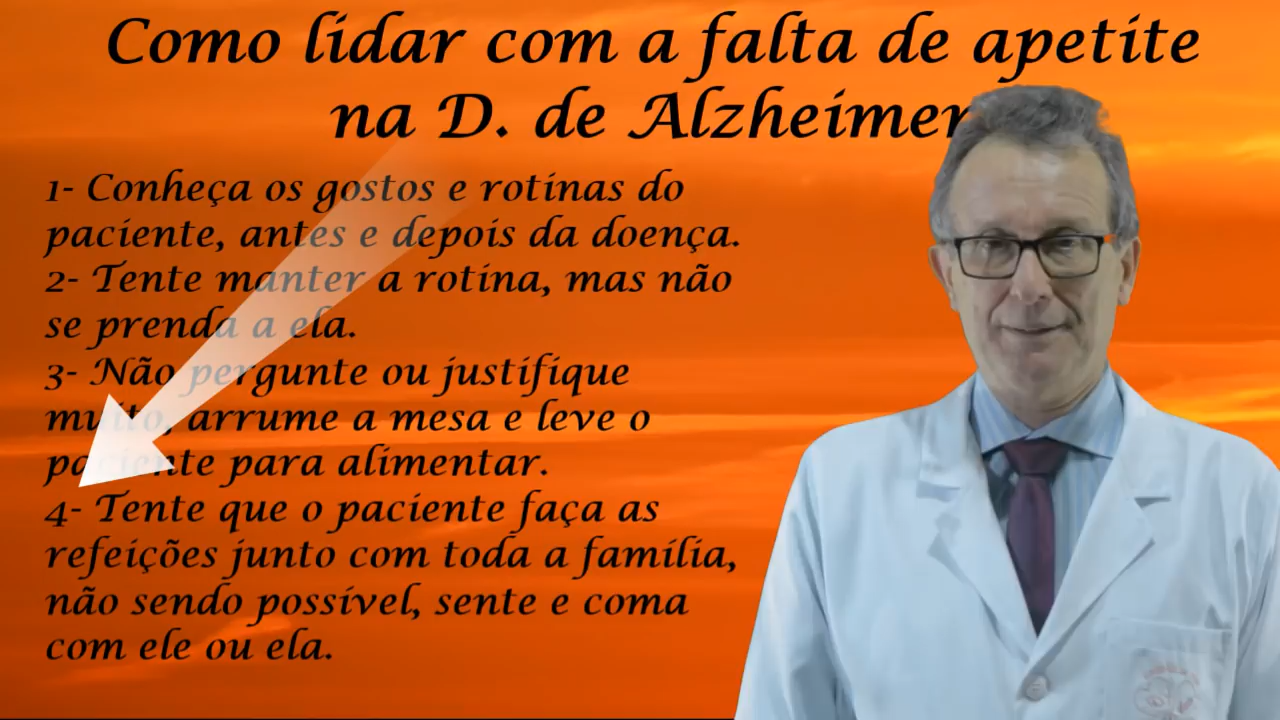 Como lidar com a falta de apetite
na D. de Alzheimer
1- Conheça os gostos e rotinas do
paciente, antes e depois da doença.
2- Tente manter a rotina, mas não
se prenda a ela.
3- Não pergunte ou justifique
muito, arrume a mesa e leve o
paciente para alimentar.
4- Tente que o paciente faça as
refeições junto com toda a família,
não sendo possível, sente e coma
com ele ou ela.